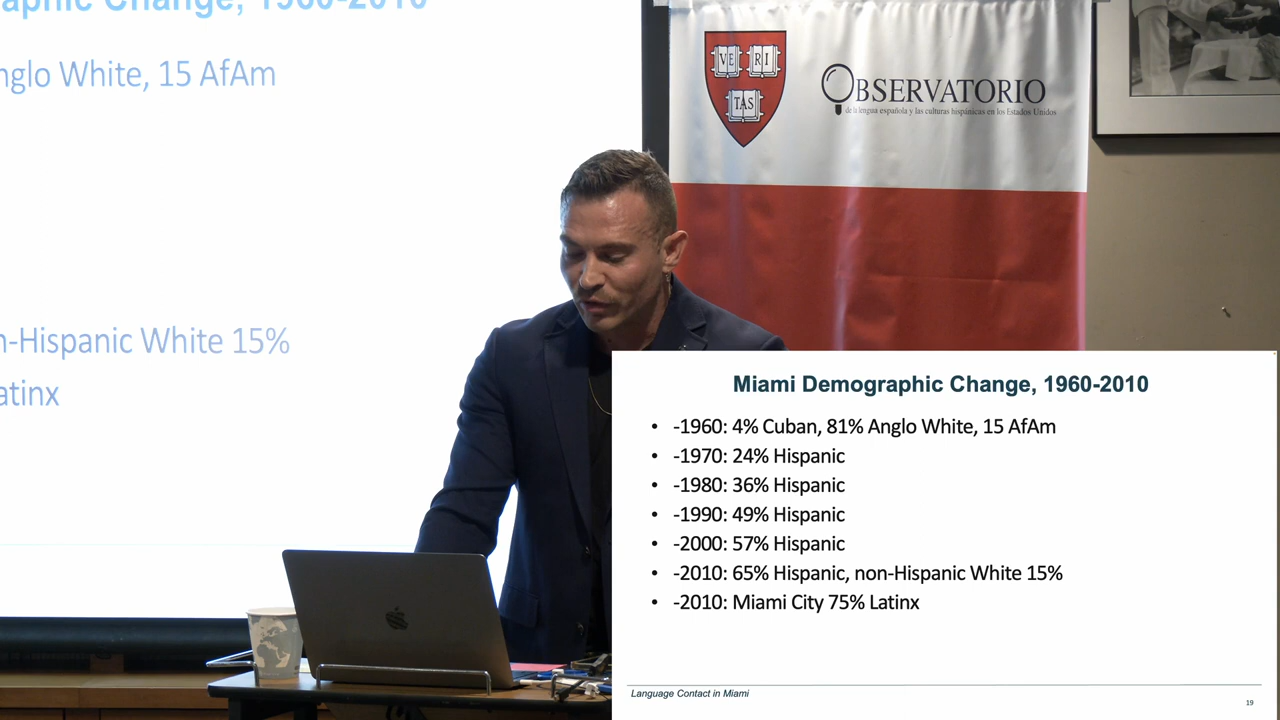 aphic Change, 1960-2010
nglo White, 15 AfAm
n-Hispanic White 15%
atinx
VE RI
TAS
OBSERVATORIO
de la lengua española y las culturas hispánicas en los Estados Unidos
Miami Demographic Change, 1960-2010
• -1960: 4% Cuban, 81% Anglo White, 15 AfAm
• -1970: 24% Hispanic
• -1980: 36% Hispanic
• -1990: 49% Hispanic
• -2000: 57% Hispanic
• -2010: 65% Hispanic, non-Hispanic White 15%
• -2010: Miami City 75% Latinx
Language Contact in Miami
19